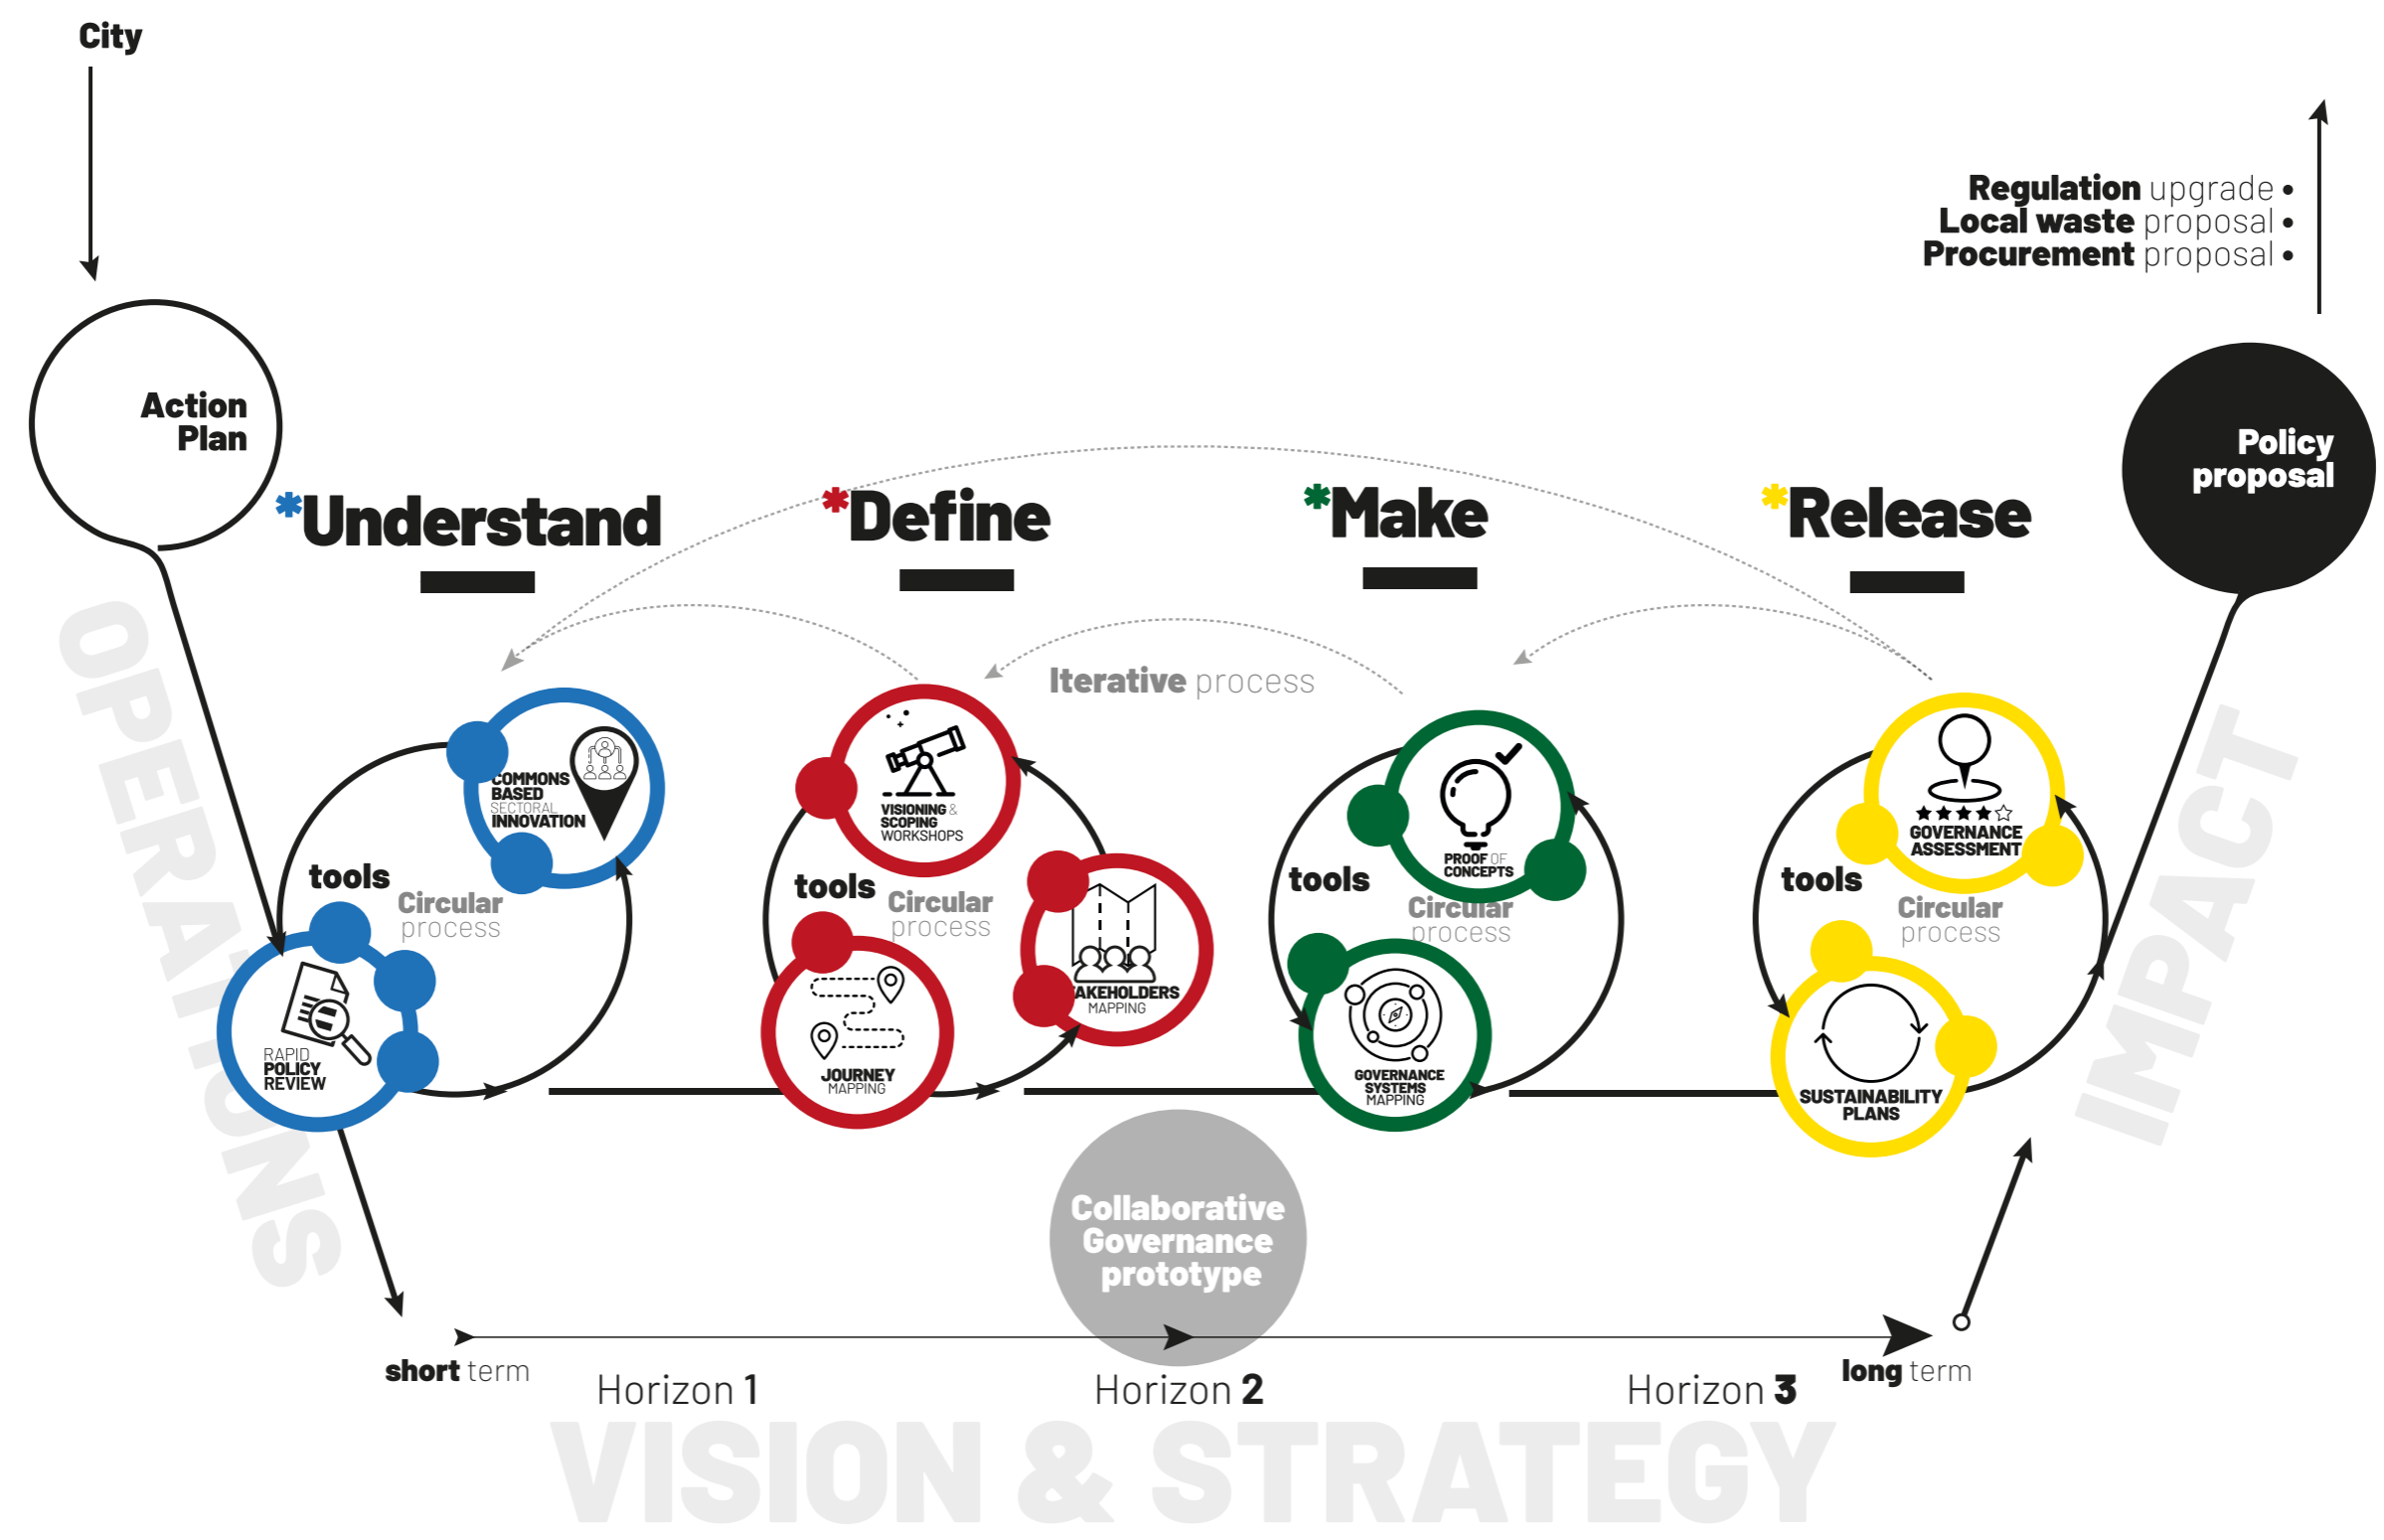 City
Regulation upgrade •
Local waste proposal •
Procurement proposal •
Action
Plan
Policy
proposal
*Understand
*Define
*Make
*Release
Iterative process
COMMONS
BASED
SECTORAL
INNOVATION
tools
Circular
process
RAPID
POLICY
REVIEW
VISIONING &
SCOPING
WORKSHOPS
tools
Circular
process
JOURNEY
MAPPING
AKEHOLDERS
MAPPING
PROOF OF
CONCEPTS
tools
Circular
process
GOVERNANCE
SYSTEMS
MAPPING
GOVERNANCE
ASSESSMENT
tools
Circular
process
SUSTAINABILITY
PLANS
OPERATIONS
IMPACT
Collaborative
Governance
prototype
short term
long term
Horizon 1
Horizon 2
Horizon 3
VISION & STRATEGY